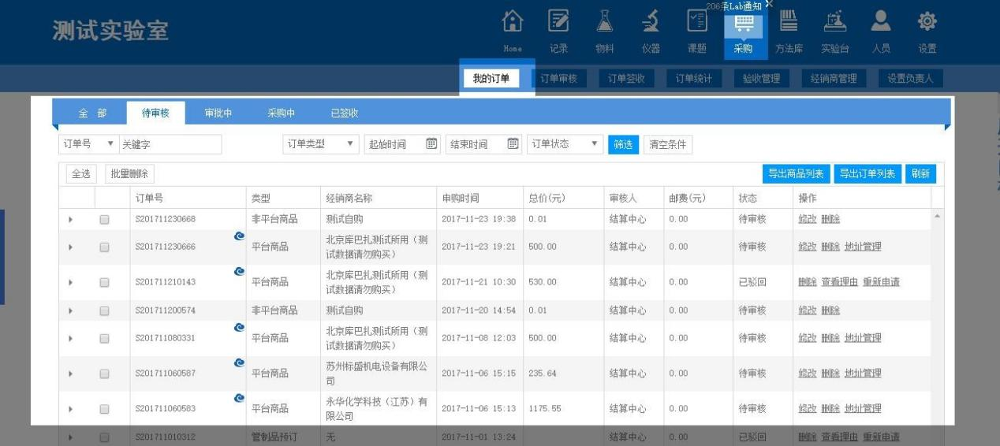 206条Lab通知
测试实验室
Home 记录 物料 仪器 课题 采购 方法库 实验台 人员 设置
我的订单 订单审核 订单签收 订单统计 验收管理 经销商管理 设置负责人
全 部 待审核 审批中 采购中 已签收
订单号 关键字 订单类型 起始时间 结束时间 订单状态 筛选 清空条件
全选 批量删除 导出商品列表 导出订单列表 刷新
订单号 类型 经销商名称 申购时间 总价(元) 审核人 邮费(元) 状态 操作
S201711230668 非平台商品 测试自购 2017-11-23 19:38 0.01 结算中心 0.00 待审核 修改 删除
S201711230666 平台商品 北京库巴扎测试所用（测试数据请勿购买） 2017-11-23 19:21 500.00 结算中心 0.00 待审核 修改 删除 地址管理
S201711210143 平台商品 北京库巴扎测试所用（测试数据请勿购买） 2017-11-21 10:30 530.00 结算中心 0.00 已驳回 删除 查看理由 重新申请
S201711200574 非平台商品 测试自购 2017-11-20 14:54 0.01 结算中心 0.00 待审核 修改 删除
S201711080331 平台商品 北京库巴扎测试所用（测试数据请勿购买） 2017-11-08 12:03 500.00 结算中心 0.00 待审核 修改 删除 地址管理
S201711060587 平台商品 苏州标盛机电设备有限公司 2017-11-06 15:15 235.64 结算中心 0.00 待审核 修改 删除 地址管理
S201711060583 平台商品 永华化学科技（江苏）有限公司 2017-11-06 15:13 1175.55 结算中心 0.00 待审核 修改 删除 地址管理
S201711010312 管制品预订 无 2017-11-01 13:24 结算中心 0.00 已驳回 删除 查看理由 重新申请